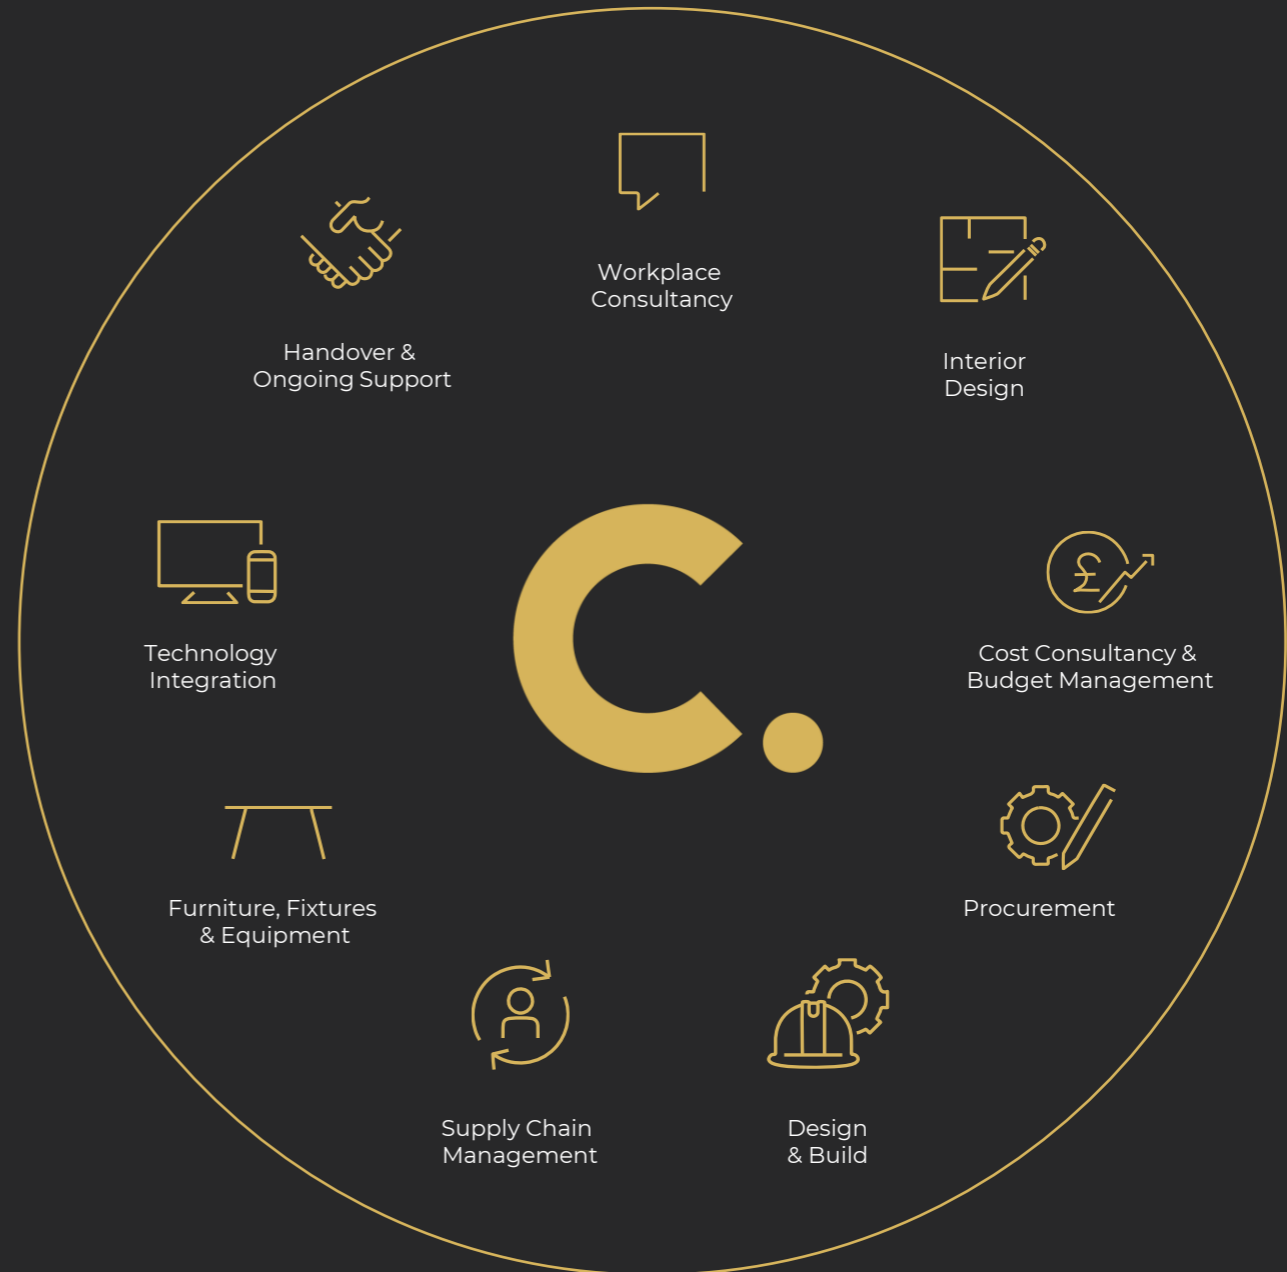 Workplace
Consultancy
Interior
Design
Cost Consultancy &
Budget Management
Procurement
Design
& Build
Supply Chain
Management
Furniture, Fixtures
& Equipment
Technology
Integration
Handover &
Ongoing Support
C.
£